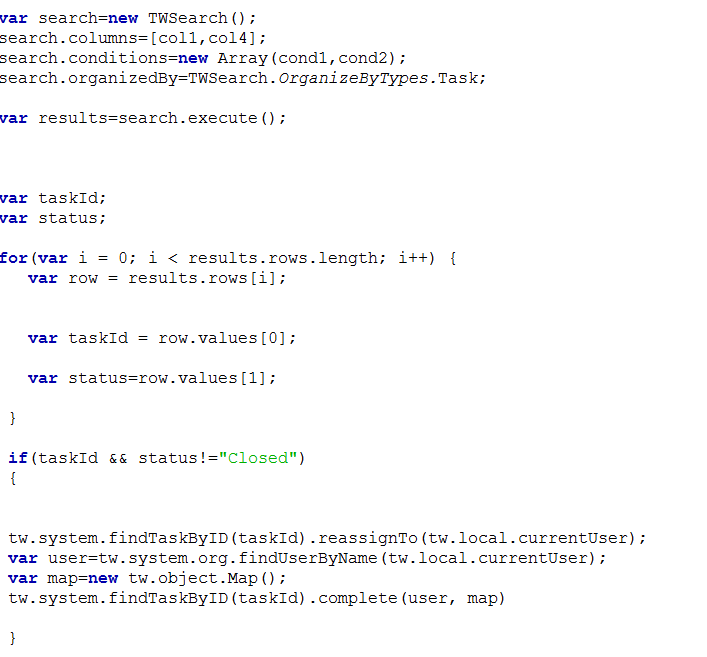 var search=new TWSearch();
search.columns=[col1,col4];
search.conditions=new Array(cond1,cond2);
search.organizedBy=TWSearch.OrganizeByTypes.Task;
var results=search.execute();
var taskId;
var status;
for(var i = 0; i < results.rows.length; i++) {
var row = results.rows[i];
var taskId = row.values[0];
var status=row.values[1];
}
if(taskId && status!="Closed")
{
tw.system.findTaskByID(taskId).reassignTo(tw.local.currentUser);
var user=tw.system.org.findUserByName(tw.local.currentUser);
var map=new tw.object.Map();
tw.system.findTaskByID(taskId).complete(user, map)
}